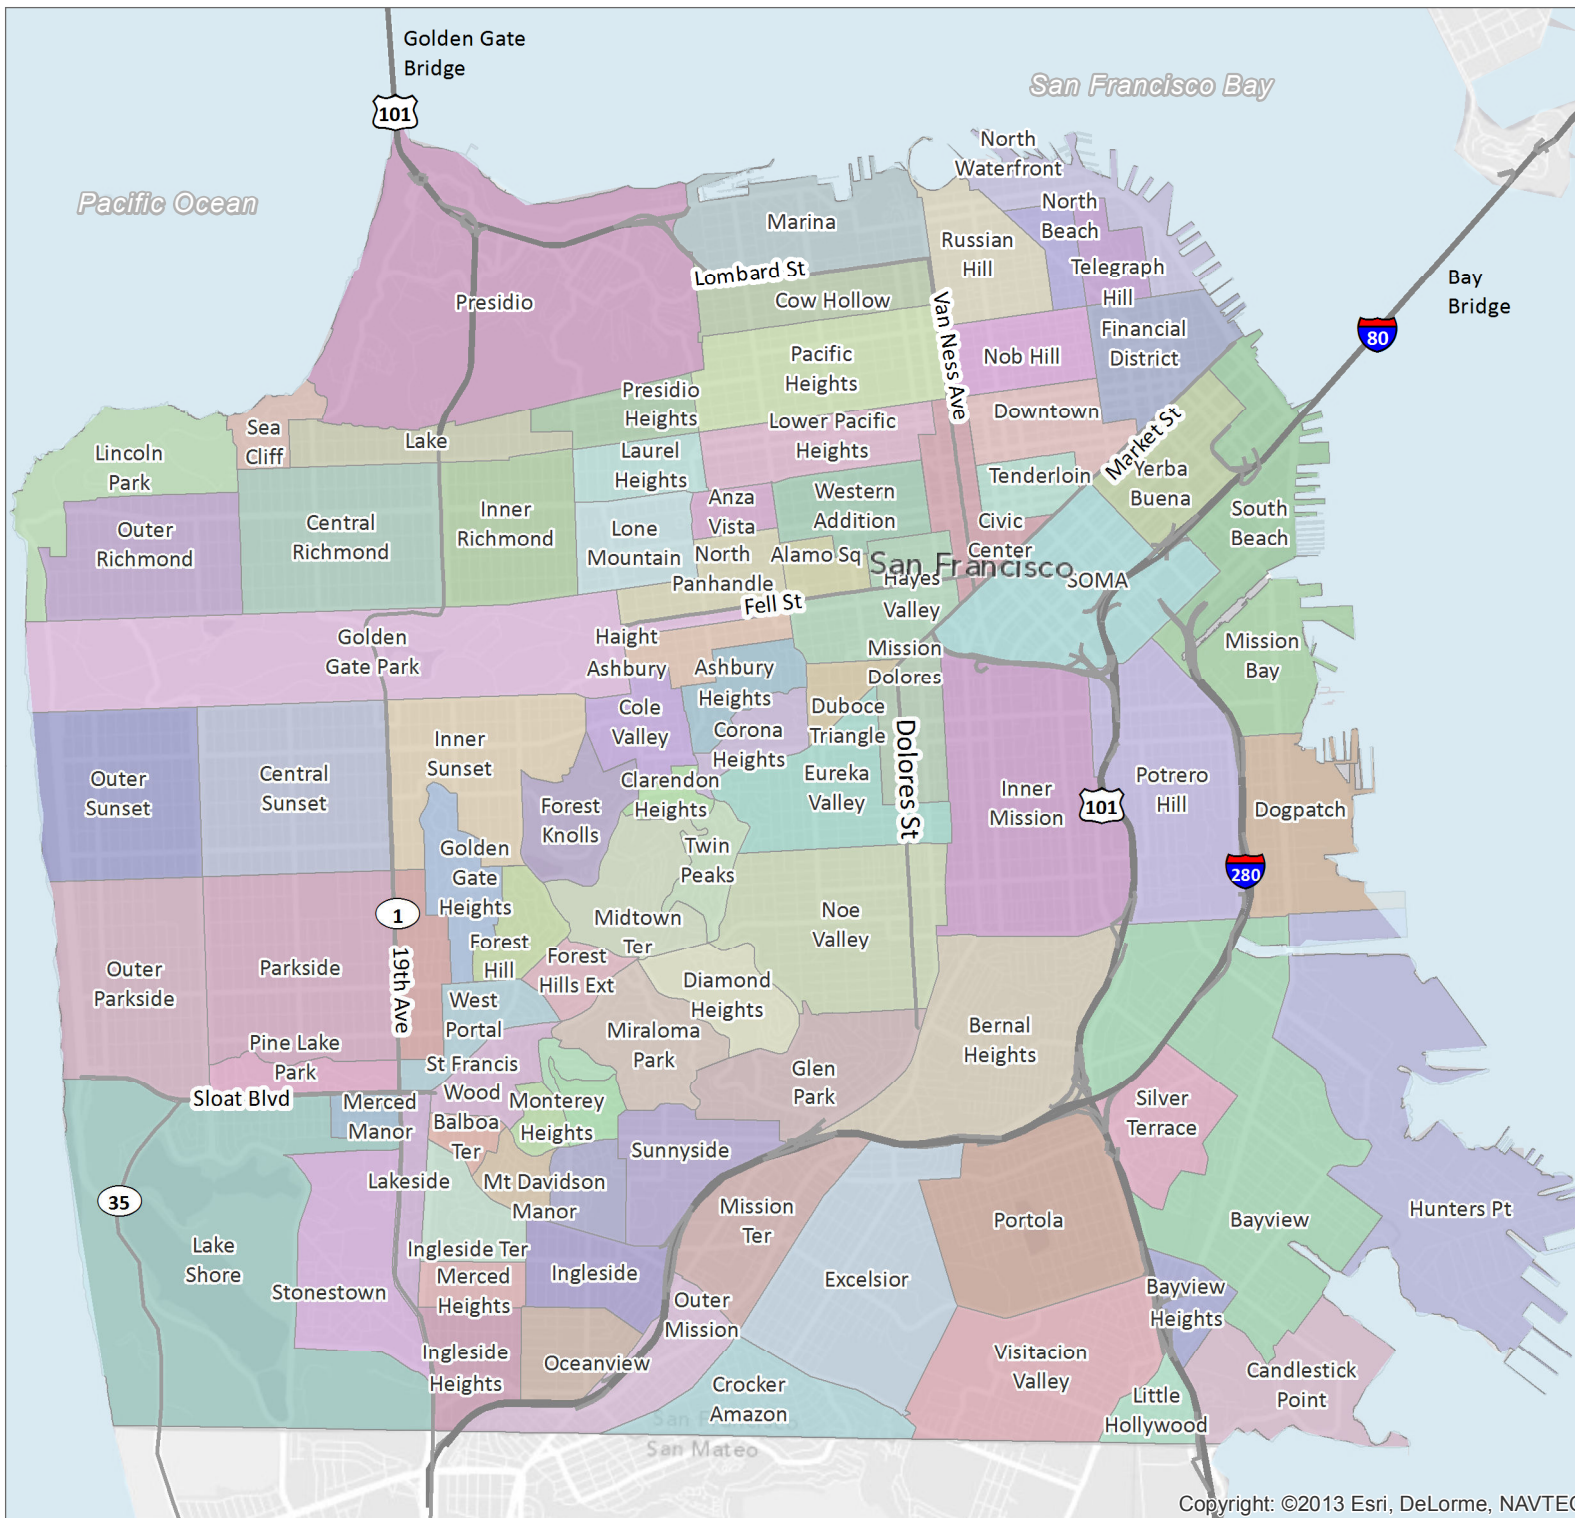 Golden Gate
Bridge
101
San Francisco Bay
Pacific Ocean
North
Waterfront
North
Beach
Marina
Russian
Hill
Telegraph
Hill
Lombard St
Cow Hollow
Presidio
Bay
Bridge
80
Van Ness Ave
Financial
District
Nob Hill
Pacific
Heights
Presidio
Heights
Downtown
Lower Pacific
Heights
Market St
Sea
Cliff
Lake
Lincoln
Park
Laurel
Heights
Tenderloin
Yerba
Buena
Anza
Vista
Western
Addition
Outer
Richmond
Central
Richmond
Inner
Richmond
Lone
Mountain
Civic
Center
South
Beach
North
Panhandle
Alamo Sq
San Francisco
Hayes
Valley
SOMA
Fell St
Golden
Gate Park
Haight
Ashbury
Ashbury
Heights
Mission
Dolores
Mission
Bay
Cole
Valley
Corona
Heights
Duboce
Triangle
Dolores St
Outer
Sunset
Central
Sunset
Inner
Sunset
Clarendon
Heights
Eureka
Valley
Inner
Mission
101
Potrero
Hill
Dogpatch
Forest
Knolls
Golden
Gate
Heights
Twin
Peaks
280
1
19th Ave
Midtown
Ter
Noe
Valley
Forest
Hill
Forest
Hills Ext
Outer
Parkside
Parkside
Diamond
Heights
West
Portal
Miraloma
Park
Bernal
Heights
Pine Lake
Park
St Francis
Wood
Glen
Park
Sloat Blvd
Merced
Manor
Balboa
Ter
Monterey
Heights
Silver
Terrace
Sunnyside
Lakeside
Mt Davidson
Manor
35
Mission
Ter
Portola
Bayview
Hunters Pt
Lake
Shore
Ingleside Ter
Stonestown
Merced
Heights
Ingleside
Excelsior
Bayview
Heights
Outer
Mission
Ingleside
Heights
Oceanview
Visitacion
Valley
Candlestick
Point
Crocker
Amazon
Little
Hollywood
San Francisco
San Mateo
Copyright: ©2013 Esri, DeLorme, NAVTEQ